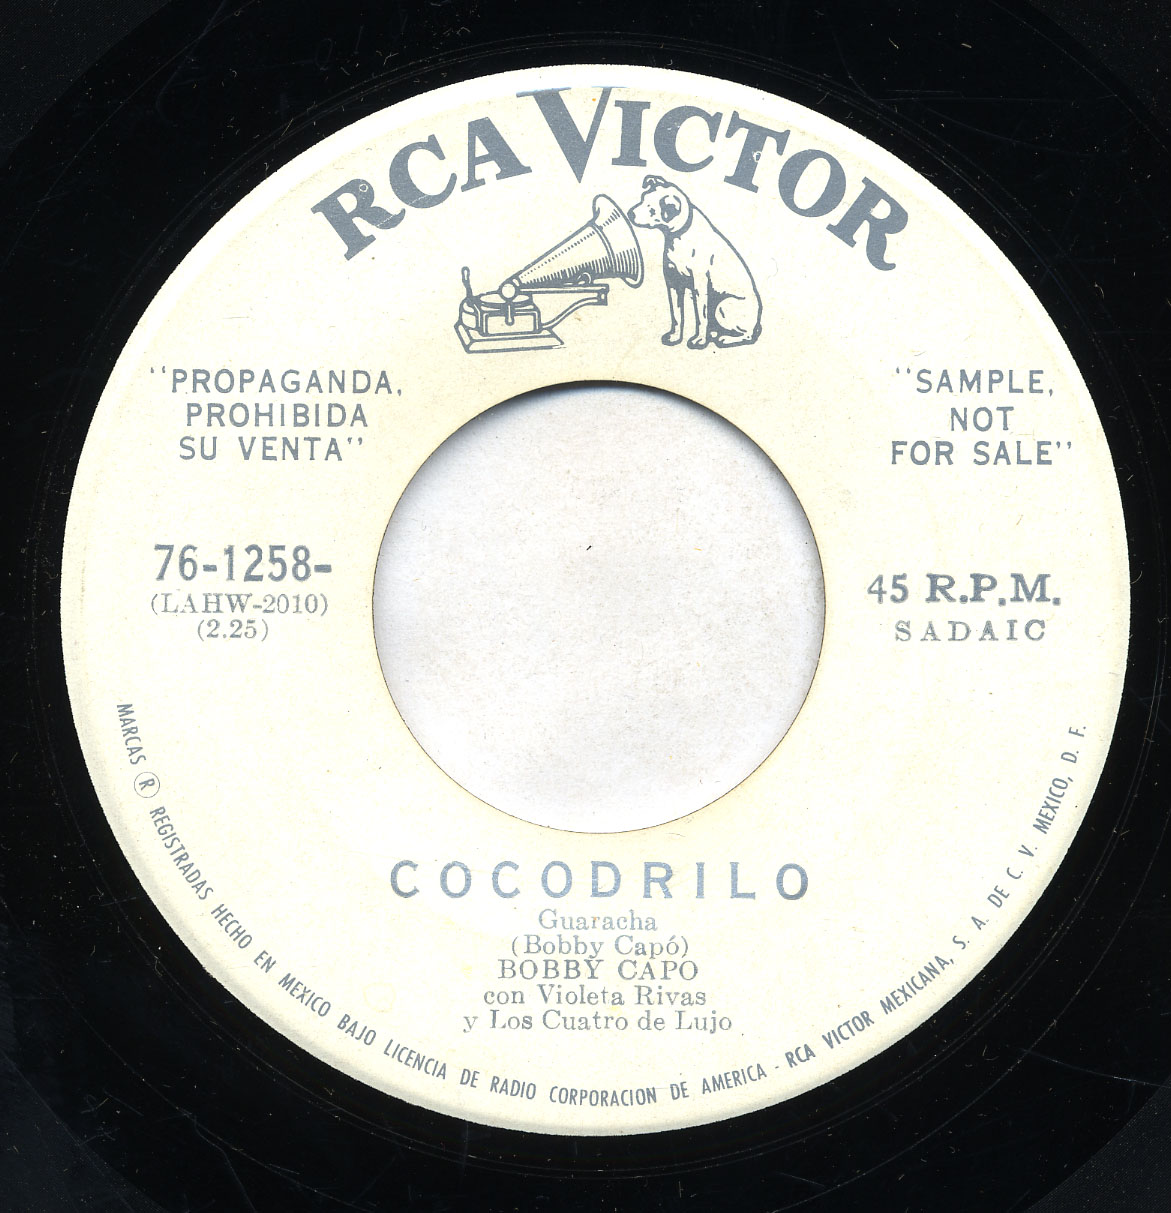 RCA VICTOR
"PROPAGANDA,
PROHIBIDA
SU VENTA"
"SAMPLE,
NOT
FOR SALE"
76-1258-
(LAHW-2010)
(2.25)
45 R.P.M.
SADAIC
COCODRILO
Guaracha
(Bobby Capó)
BOBBY CAPO
con Violeta Rivas
y Los Cuatro de Lujo
MARCAS ® REGISTRADAS HECHO EN MEXICO BAJO LICENCIA DE RADIO CORPORACION DE AMERICA - RCA VICTOR MEXICANA, S. A. DE C. V. MEXICO, D. F.